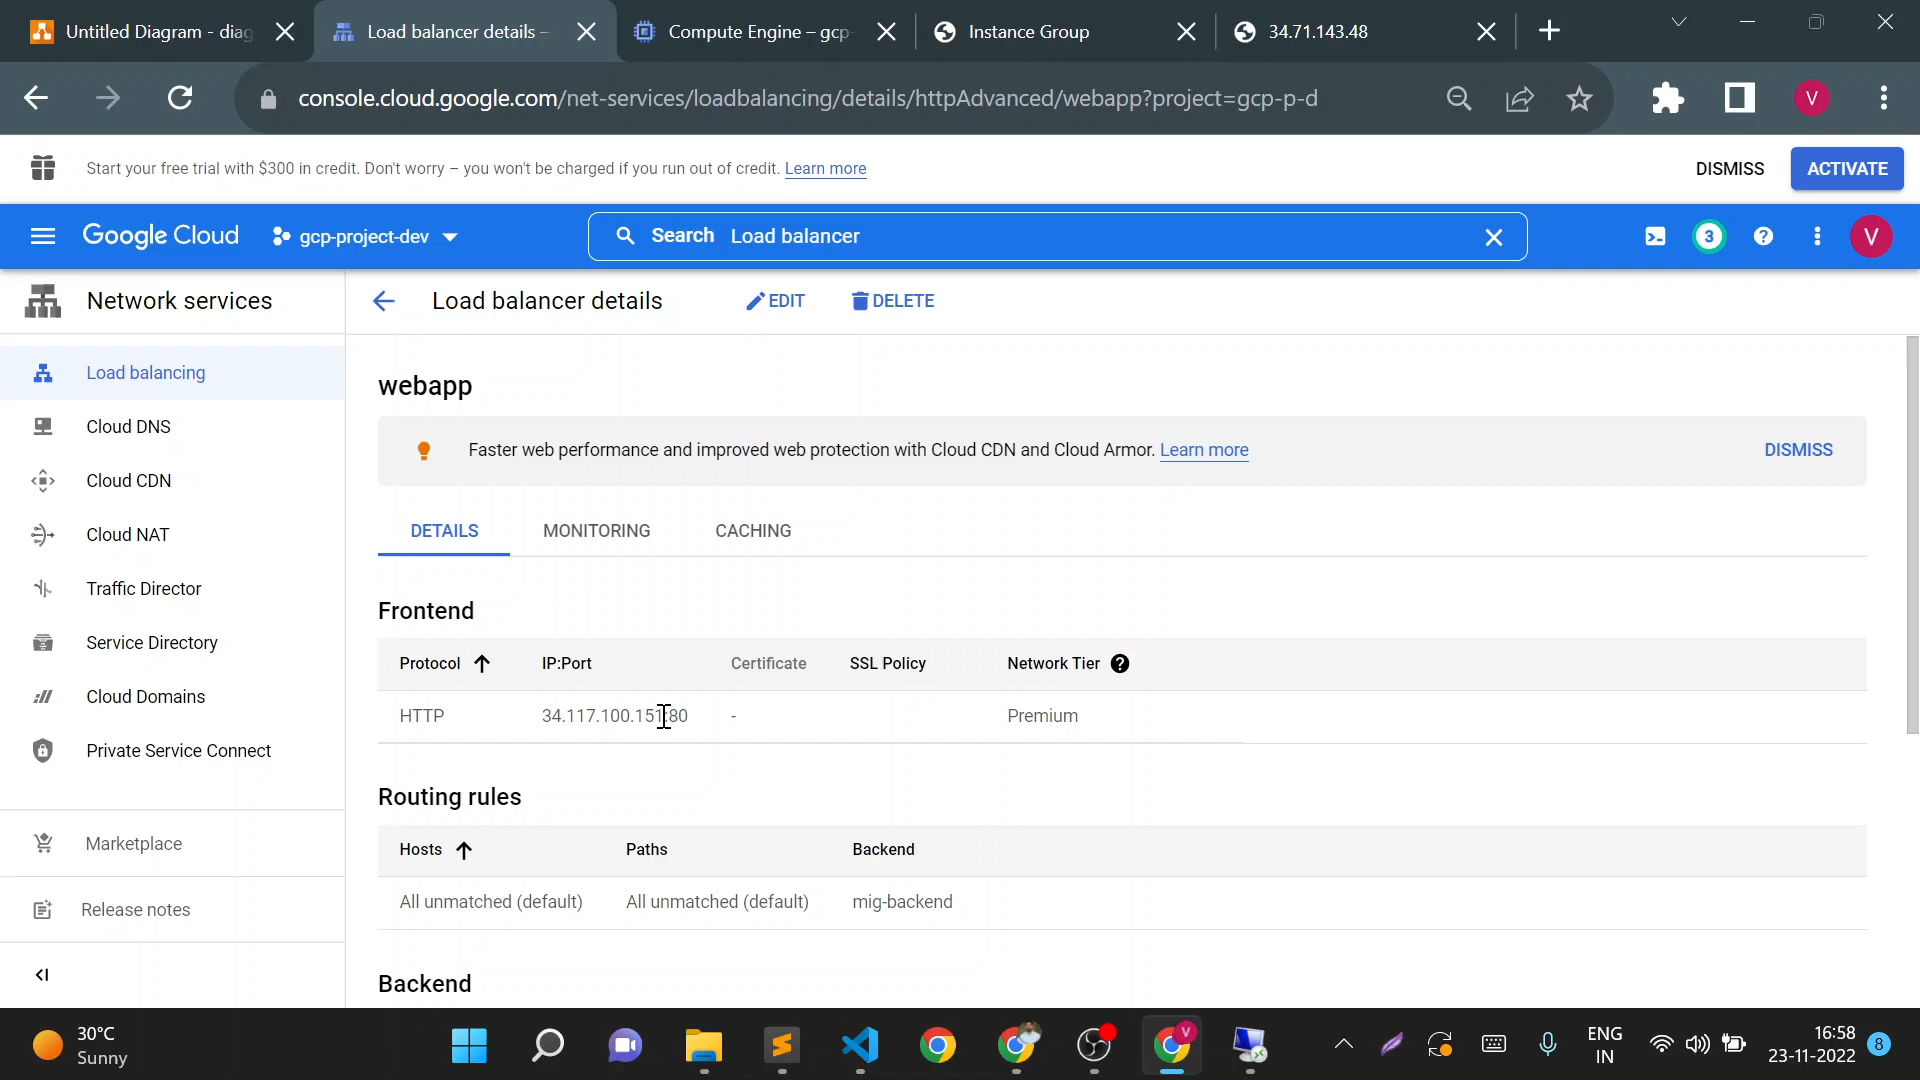 Untitled Diagram - diag
Load balancer details –
Compute Engine – gcp-
Instance Group
34.71.143.48
console.cloud.google.com/net-services/loadbalancing/details/httpAdvanced/webapp?project=gcp-p-d
V
Start your free trial with $300 in credit. Don't worry – you won't be charged if you run out of credit. Learn more
DISMISS
ACTIVATE
Google Cloud
gcp-project-dev
Search Load balancer
3
?
V
Network services
Load balancer details
EDIT
DELETE
Load balancing
Cloud DNS
Cloud CDN
Cloud NAT
Traffic Director
Service Directory
Cloud Domains
Private Service Connect
Marketplace
Release notes
webapp
Faster web performance and improved web protection with Cloud CDN and Cloud Armor. Learn more
DISMISS
DETAILS
MONITORING
CACHING
Frontend
Protocol
IP:Port
Certificate
SSL Policy
Network Tier ?
HTTP
34.117.100.151:80
-
Premium
Routing rules
Hosts
Paths
Backend
All unmatched (default)
All unmatched (default)
mig-backend
Backend
30°C
Sunny
V
ENG
IN
16:58
23-11-2022
8